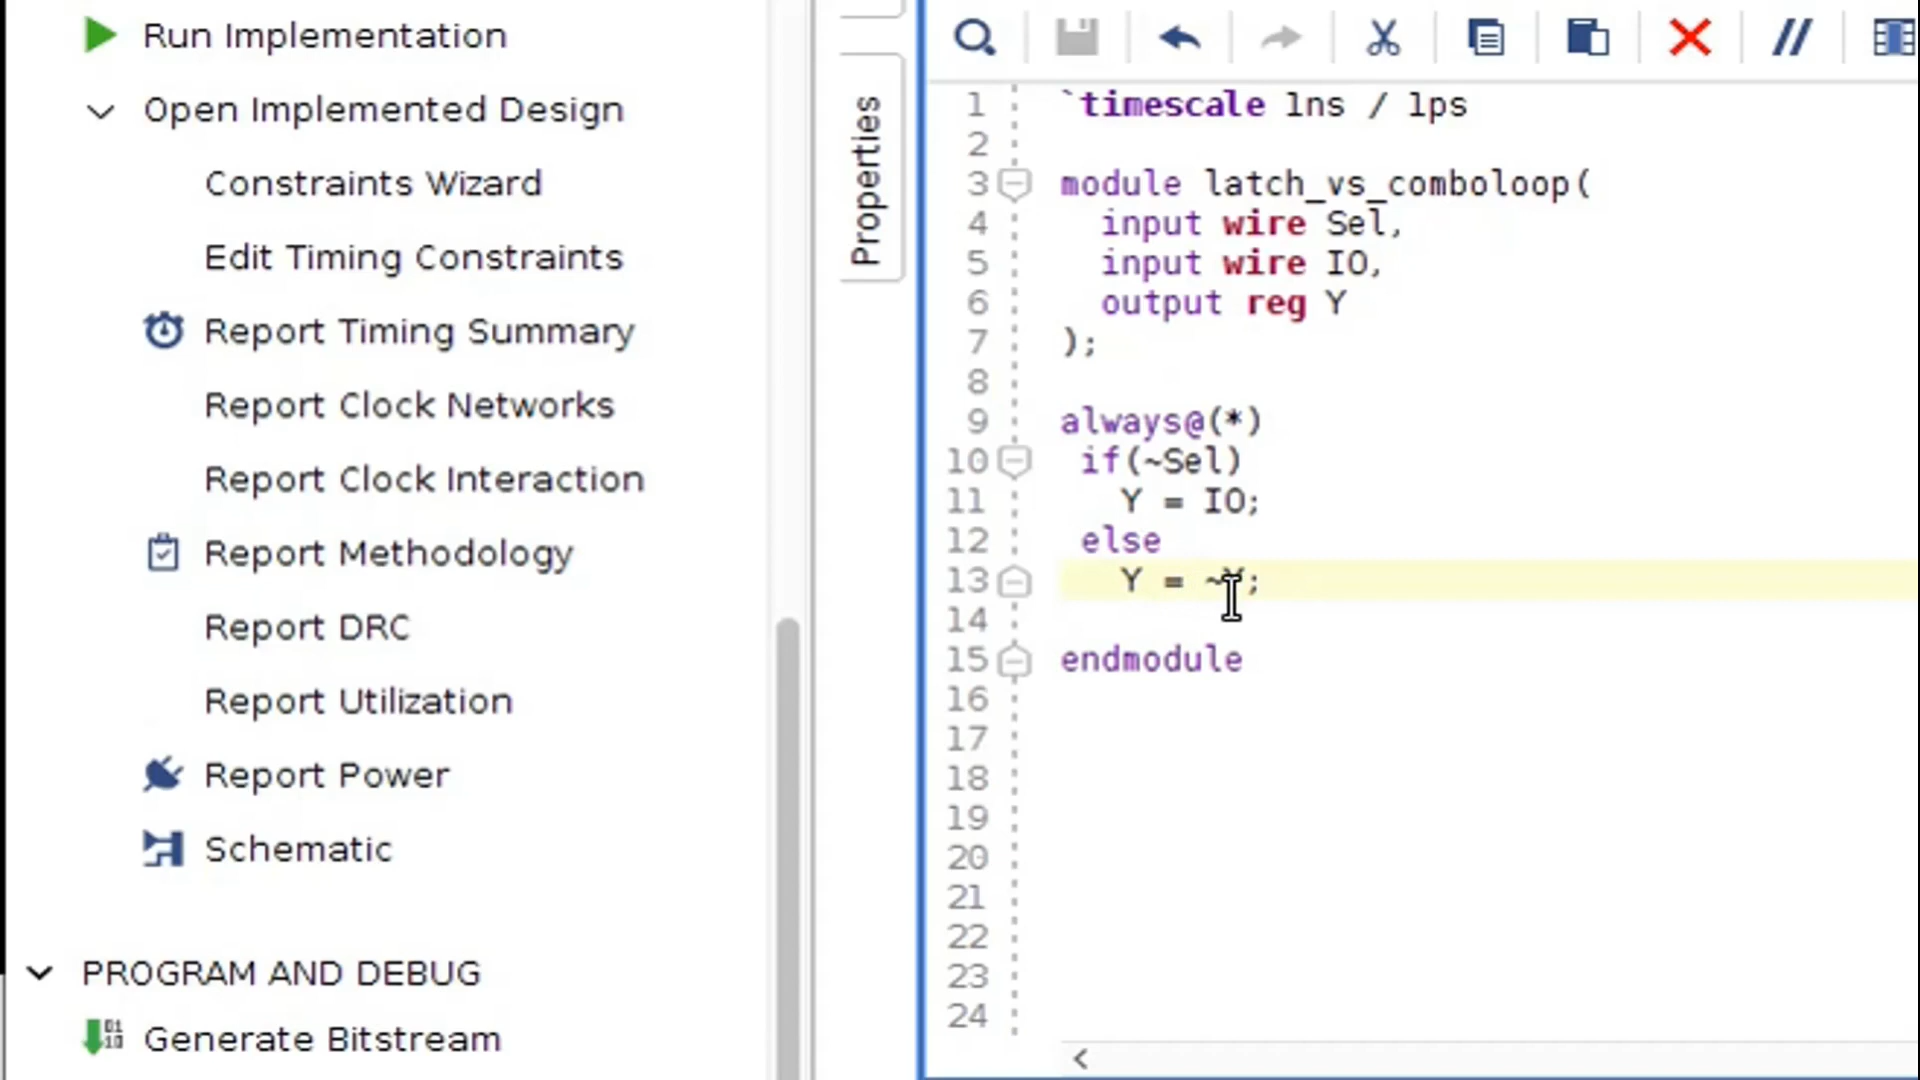 Run Implementation
Open Implemented Design
Constraints Wizard
Edit Timing Constraints
Report Timing Summary
Report Clock Networks
Report Clock Interaction
Report Methodology
Report DRC
Report Utilization
Report Power
Schematic
PROGRAM AND DEBUG
Generate Bitstream
Properties
1 `timescale 1ns / 1ps
2
3 module latch_vs_comboloop(
4 input wire Sel,
5 input wire IO,
6 output reg Y
7 );
8
9 always@(*)
10 if(~Sel)
11 Y = IO;
12 else
13 Y = ~Y;
14
15 endmodule
16
17
18
19
20
21
22
23
24